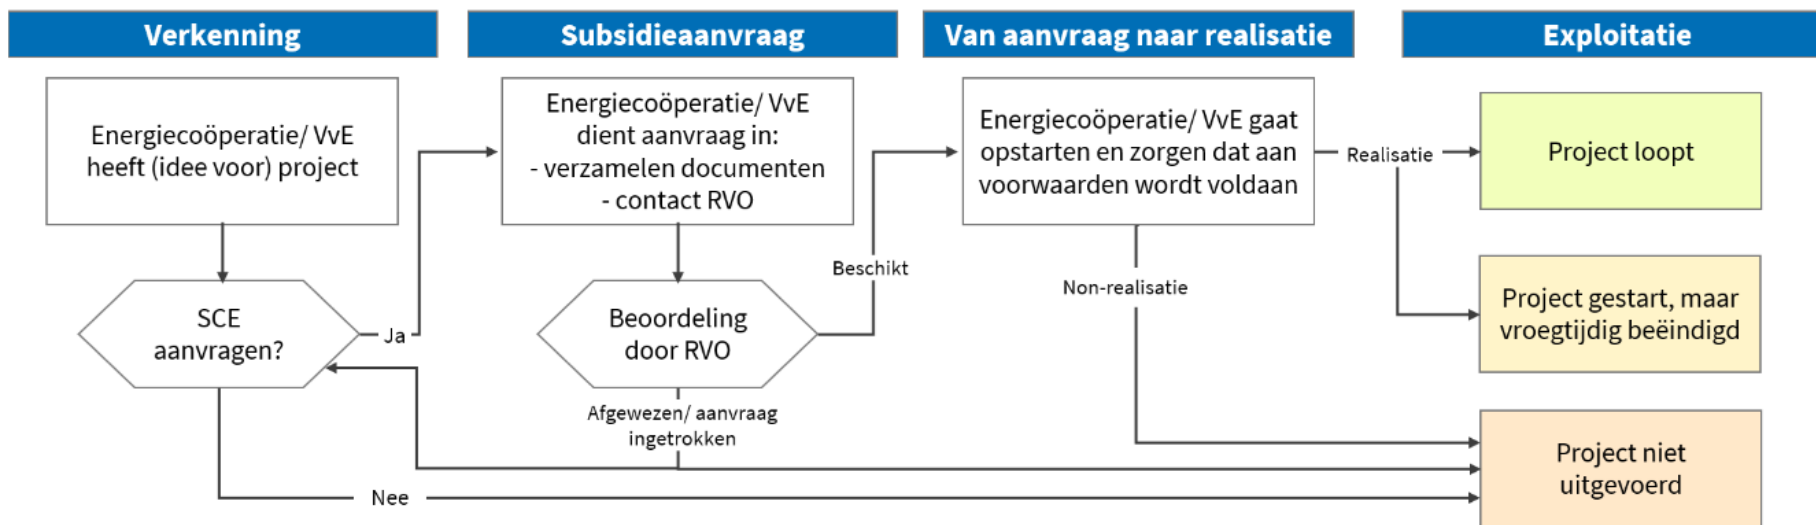 Verkenning
Subsidieaanvraag
Van aanvraag naar realisatie
Exploitatie
Energiecoöperatie/ VvE
heeft (idee voor) project
SCE
aanvragen?
Ja
Nee
Energiecoöperatie/ VvE
dient aanvraag in:
- verzamelen documenten
- contact RVO
Beoordeling
door RVO
Beschikt
Afgewezen/ aanvraag
ingetrokken
Energiecoöperatie/ VvE gaat
opstarten en zorgen dat aan
voorwaarden wordt voldaan
Realisatie
Non-realisatie
Project loopt
Project gestart, maar
vroegtijdig beëindigd
Project niet
uitgevoerd